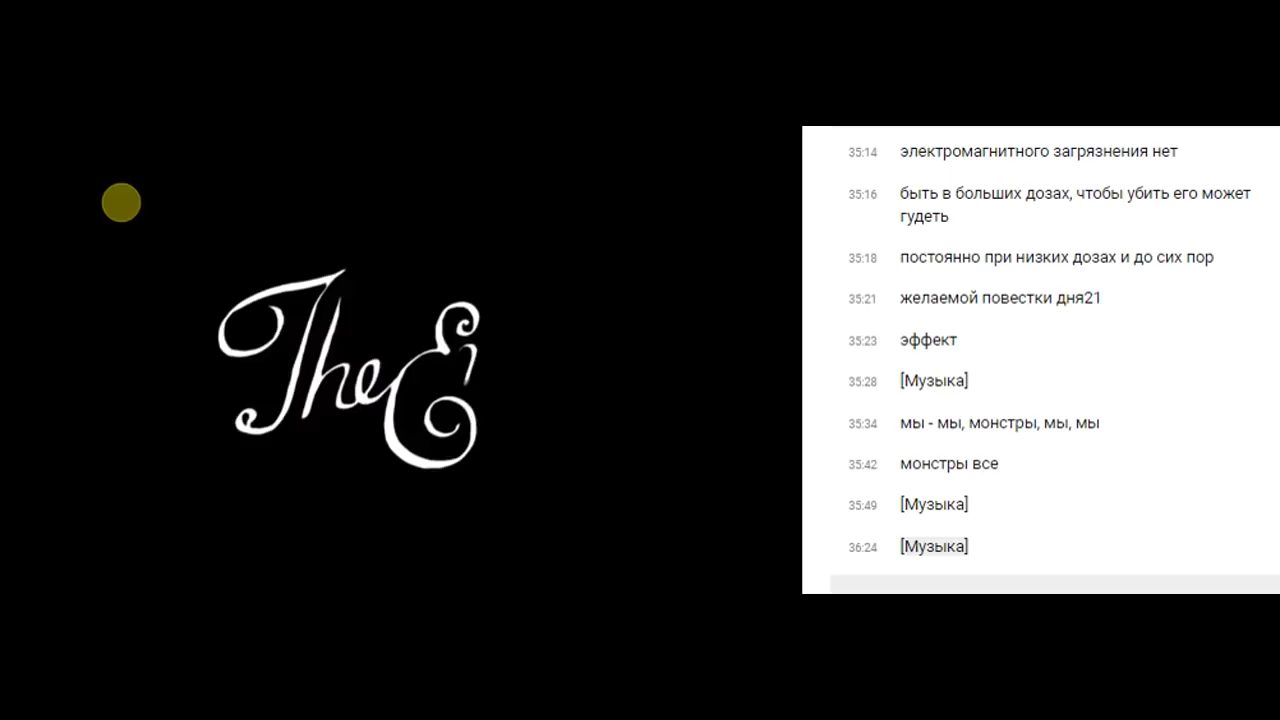 The E
35:14 электромагнитного загрязнения нет
35:16 быть в больших дозах, чтобы убить его может
гудеть
35:18 постоянно при низких дозах и до сих пор
35:21 желаемой повестки дня21
35:23 эффект
35:28 [Музыка]
35:34 мы - мы, монстры, мы, мы
35:42 монстры все
35:49 [Музыка]
36:24 [Музыка]